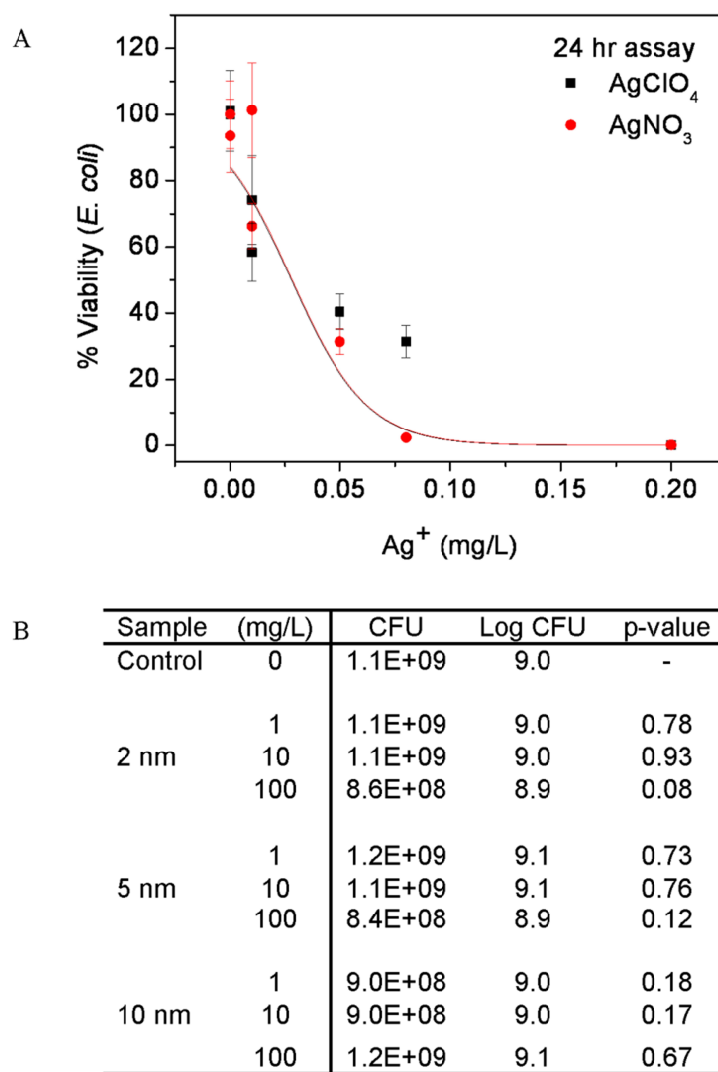 A
24 hr assay
AgClO₄
AgNO₃
120
100
80
60
40
20
0
% Viability (E. coli)
0.00 0.05 0.10 0.15 0.20
Ag⁺ (mg/L)
B
Sample (mg/L) CFU Log CFU p-value
Control 0 1.1E+09 9.0 -
1 1.1E+09 9.0 0.78
2 nm 10 1.1E+09 9.0 0.93
100 8.6E+08 8.9 0.08
1 1.2E+09 9.1 0.73
5 nm 10 1.1E+09 9.1 0.76
100 8.4E+08 8.9 0.12
1 9.0E+08 9.0 0.18
10 nm 10 9.0E+08 9.0 0.17
100 1.2E+09 9.1 0.67